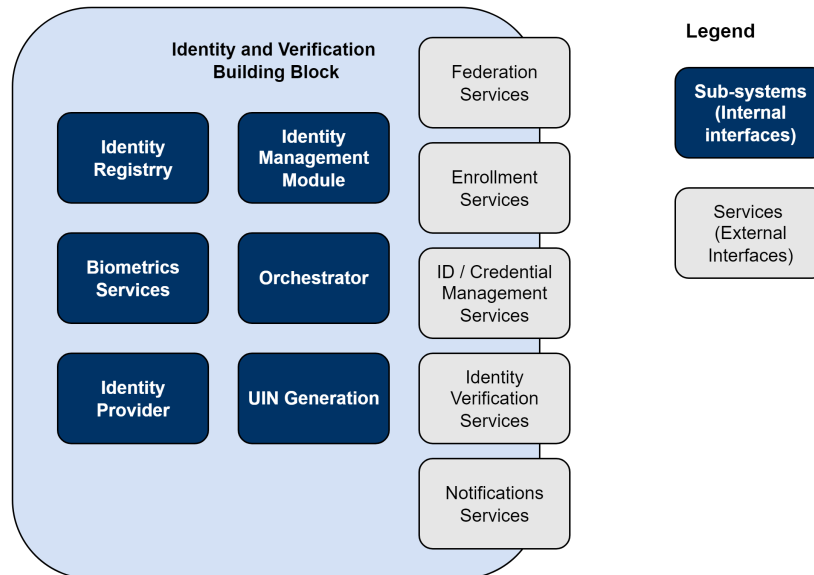 Identity and Verification
Building Block
Identity
Registrry
Identity
Management
Module
Biometrics
Services
Orchestrator
Identity
Provider
UIN Generation
Federation
Services
Enrollment
Services
ID / Credential
Management
Services
Identity
Verification
Services
Notifications
Services
Legend
Sub-systems
(Internal
interfaces)
Services
(External
Interfaces)